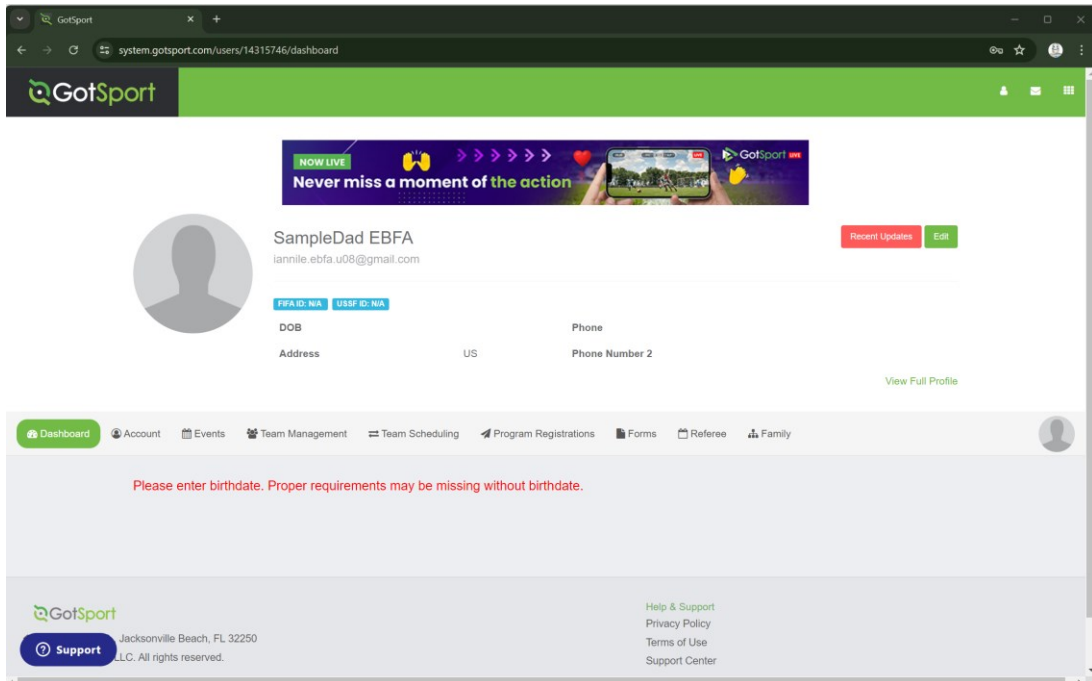 GotSport
system.gotsport.com/users/14315746/dashboard
GotSport
NOW LIVE
GotSport LIVE
Never miss a moment of the action
SampleDad EBFA
Recent Updates
Edit
iannile.ebfa.u08@gmail.com
FIFA ID: N/A USSF ID: N/A
DOB
Phone
Address US
Phone Number 2
View Full Profile
Dashboard Account Events Team Management Team Scheduling Program Registrations Forms Referee Family
Please enter birthdate. Proper requirements may be missing without birthdate.
GotSport
Jacksonville Beach, FL 32250
LLC. All rights reserved.
Support
Help & Support
Privacy Policy
Terms of Use
Support Center